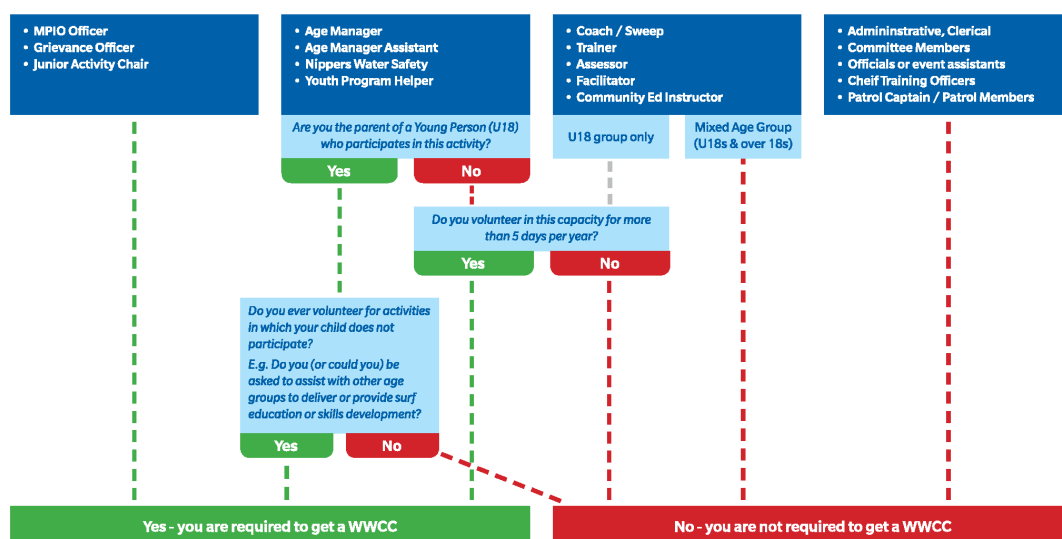 • MPIO Officer
• Grievance Officer
• Junior Activity Chair
• Age Manager
• Age Manager Assistant
• Nippers Water Safety
• Youth Program Helper
• Coach / Sweep
• Trainer
• Assessor
• Facilitator
• Community Ed Instructor
• Admininstrative, Clerical
• Committee Members
• Officials or event assistants
• Cheif Training Officers
• Patrol Captain / Patrol Members
Are you the parent of a Young Person (U18)
who participates in this activity?
Yes
No
U18 group only
Mixed Age Group
(U18s & over 18s)
Do you volunteer in this capacity for more
than 5 days per year?
Yes
No
Do you ever volunteer for activities
in which your child does not
participate?
E.g. Do you (or could you) be
asked to assist with other age
groups to deliver or provide surf
education or skills development?
Yes
No
Yes - you are required to get a WWCC
No - you are not required to get a WWCC